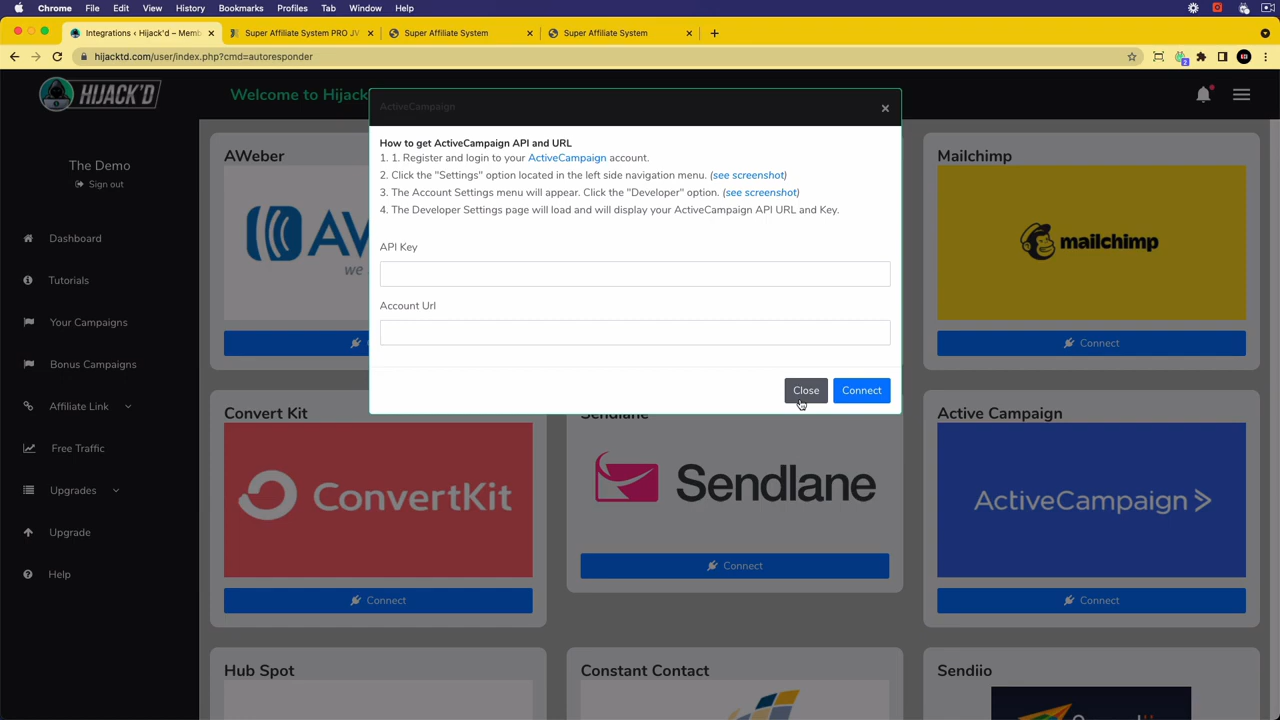 Chrome File Edit View History Bookmarks Profiles Tab Window Help
Integrations ‹ Hijack'd – Memb
Super Affiliate System PRO JV
Super Affiliate System
Super Affiliate System
hijacktd.com/user/index.php?cmd=autoresponder
2
HIJACK'D
Welcome to Hijack
The Demo
Sign out
Dashboard
Tutorials
Your Campaigns
Bonus Campaigns
Affiliate Link
Free Traffic
Upgrades
Upgrade
Help
ActiveCampaign
×
How to get ActiveCampaign API and URL
1. 1. Register and login to your ActiveCampaign account.
2. Click the "Settings" option located in the left side navigation menu. (see screenshot)
3. The Account Settings menu will appear. Click the "Developer" option. (see screenshot)
4. The Developer Settings page will load and will display your ActiveCampaign API URL and Key.
API Key
Account Url
Close
Connect
AWeber
Mailchimp
mailchimp
Connect
Convert Kit
ConvertKit
Connect
Sendlane
Sendlane
Connect
Active Campaign
ActiveCampaign >
Connect
Hub Spot
Constant Contact
Sendiio